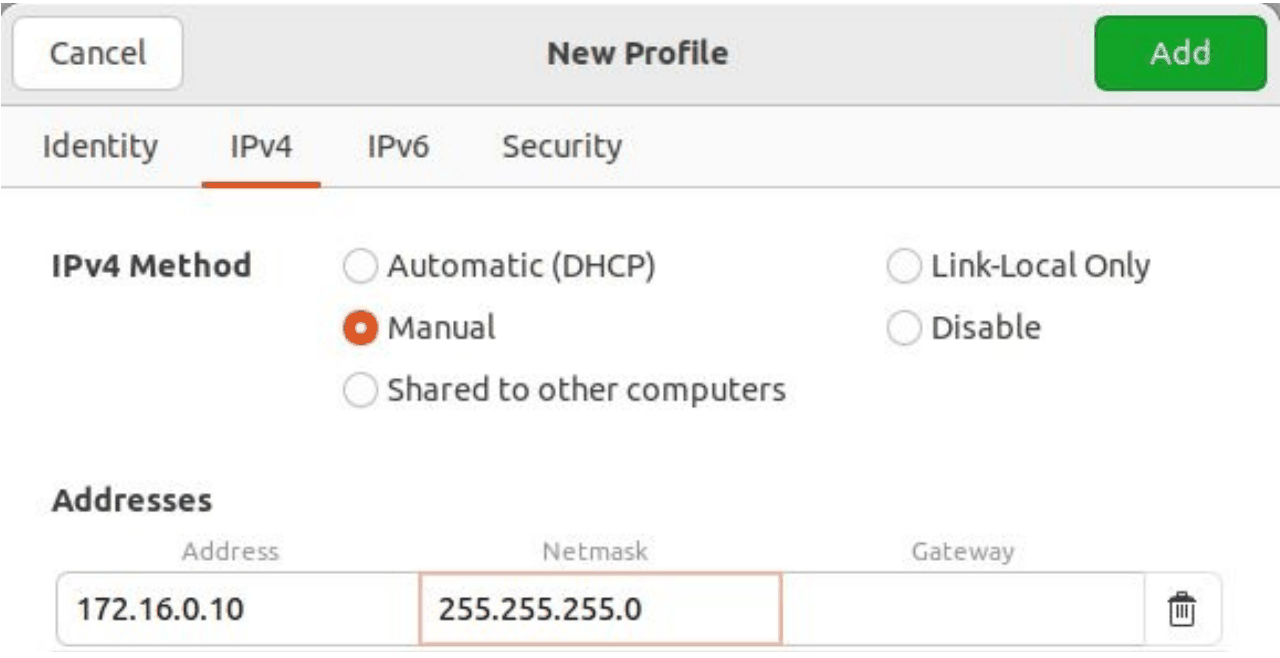 Cancel New Profile Add
Identity IPv4 IPv6 Security
IPv4 Method Automatic (DHCP) Link-Local Only
Manual Disable
Shared to other computers
Addresses
Address Netmask Gateway
172.16.0.10 255.255.255.0